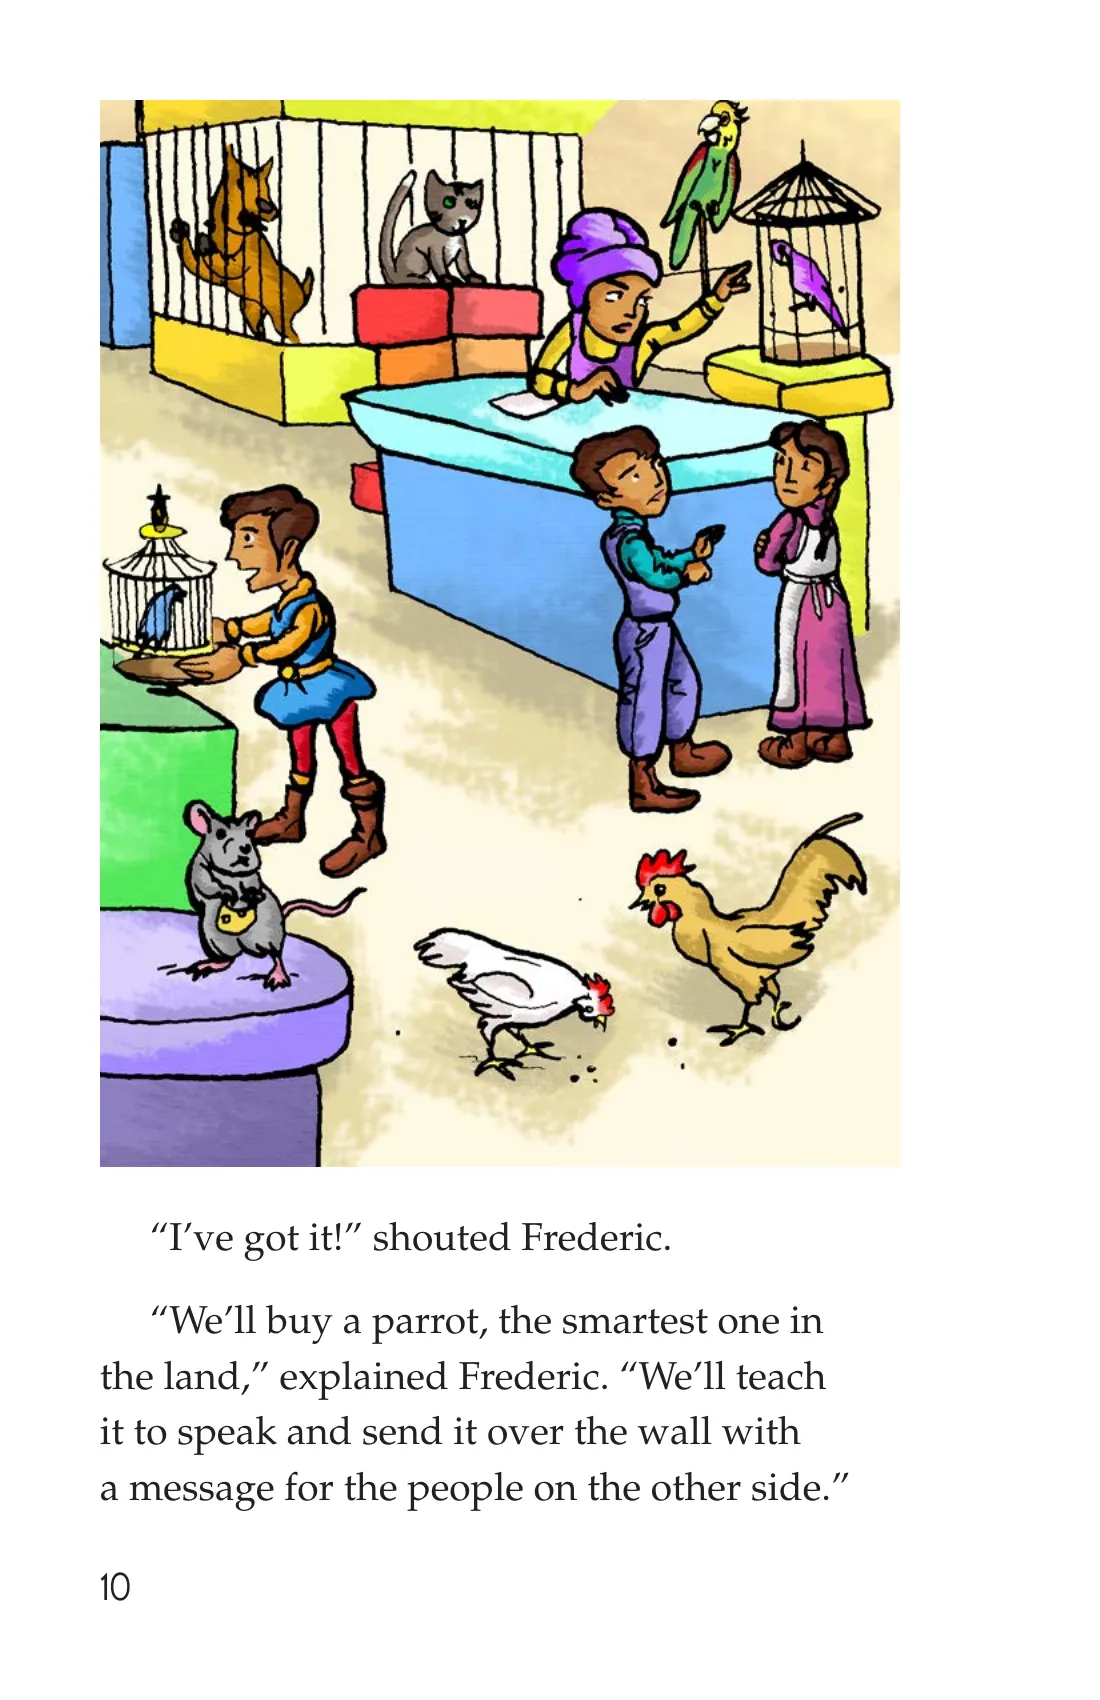 “I’ve got it!” shouted Frederic.
“We’ll buy a parrot, the smartest one in
the land,” explained Frederic. “We’ll teach
it to speak and send it over the wall with
a message for the people on the other side.”
10